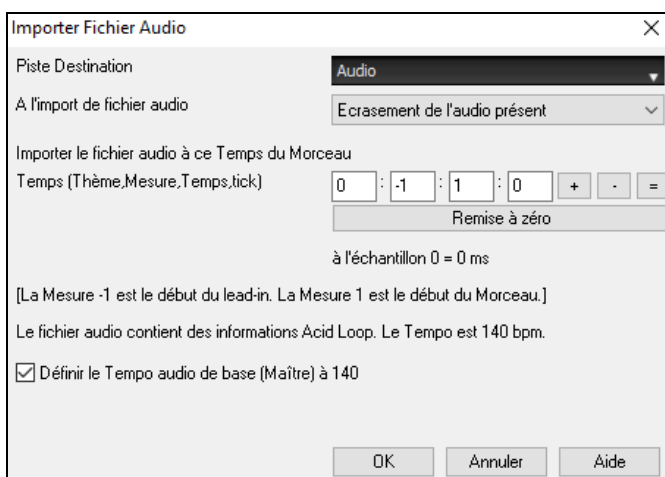 Importer Fichier Audio
Piste Destination
Audio
A l'import de fichier audio
Ecrasement de l'audio présent
Importer le fichier audio à ce Temps du Morceau
Temps (Thème,Mesure,Temps,tick)
0 : -1 : 1 : 0 + - =
Remise à zéro
à l'échantillon 0 = 0 ms
[La Mesure -1 est le début du lead-in. La Mesure 1 est le début du Morceau.]
Le fichier audio contient des informations Acid Loop. Le Tempo est 140 bpm.
Définir le Tempo audio de base (Maître) à 140
OK Annuler Aide